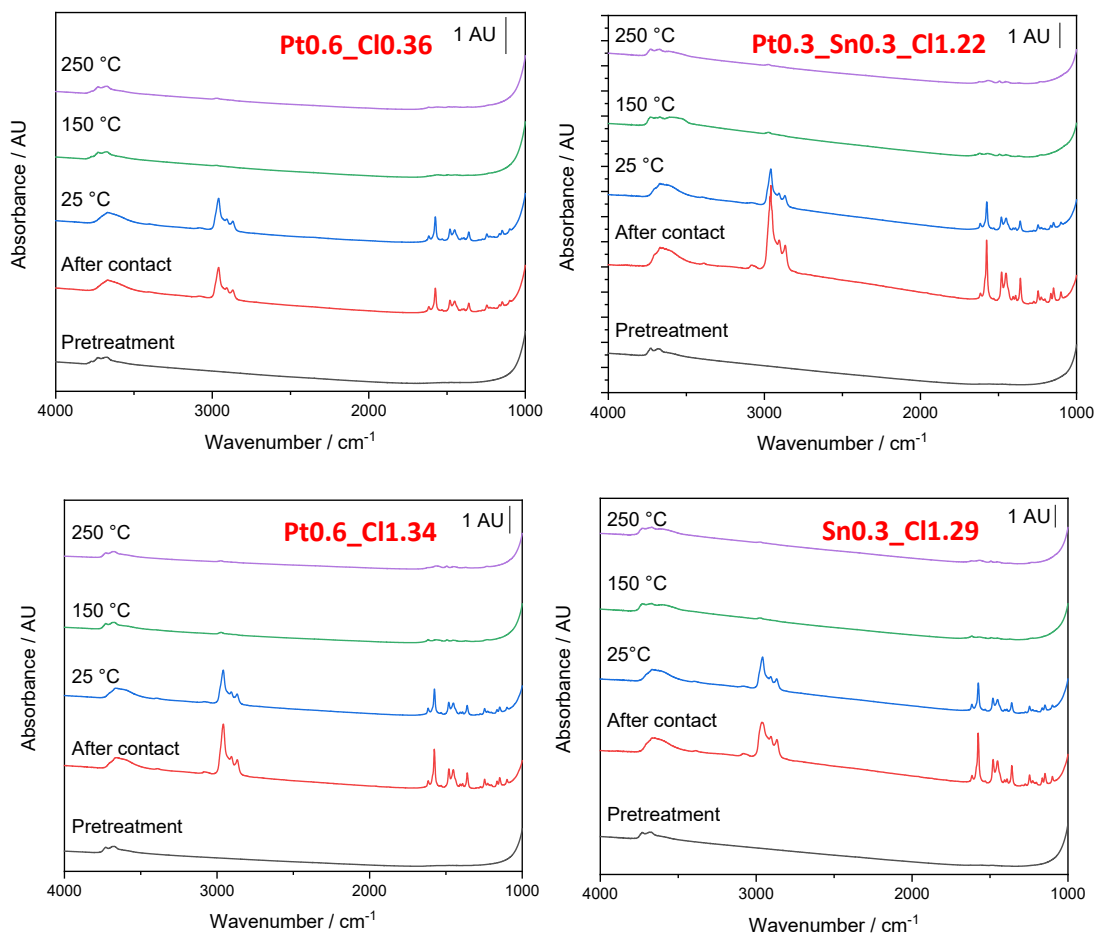 Pt0.6_Cl0.36
1 AU
250 °C
150 °C
25 °C
After contact
Pretreatment
Absorbance / AU
4000 3000 2000 1000
Wavenumber / cm⁻¹
Pt0.3_Sn0.3_Cl1.22
1 AU
250 °C
150 °C
25 °C
After contact
Pretreatment
Absorbance / AU
4000 3000 2000 1000
Wavenumber / cm⁻¹
Pt0.6_Cl1.34
1 AU
250 °C
150 °C
25 °C
After contact
Pretreatment
Absorbance / AU
4000 3000 2000 1000
Wavenumber / cm⁻¹
Sn0.3_Cl1.29
1 AU
250 °C
150 °C
25°C
After contact
Pretreatment
Absorbance / AU
4000 3000 2000 1000
Wavenumber / cm⁻¹